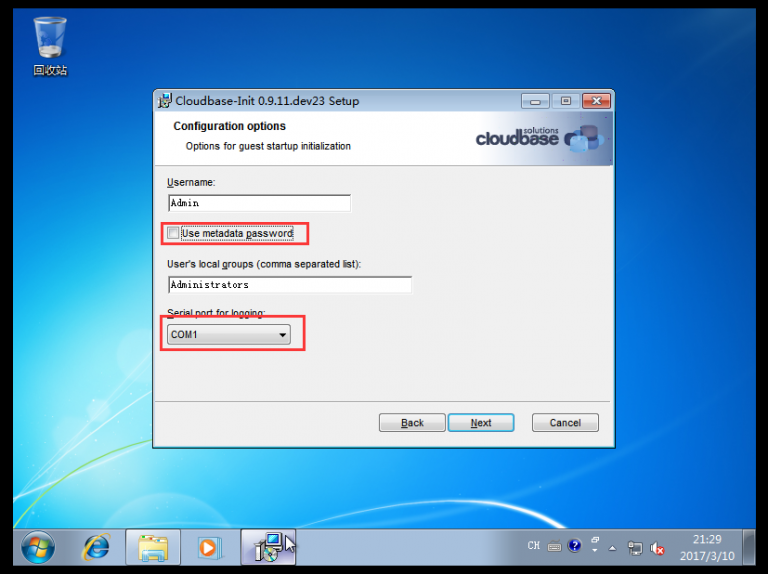 回收站
Cloudbase-Init 0.9.11.dev23 Setup
Configuration options
Options for guest startup initialization
solutions
cloudbase
Username:
Admin
Use metadata password
User's local groups (comma separated list):
Administrators
Serial port for logging:
COM1
Back
Next
Cancel
CH
21:29
2017/3/10